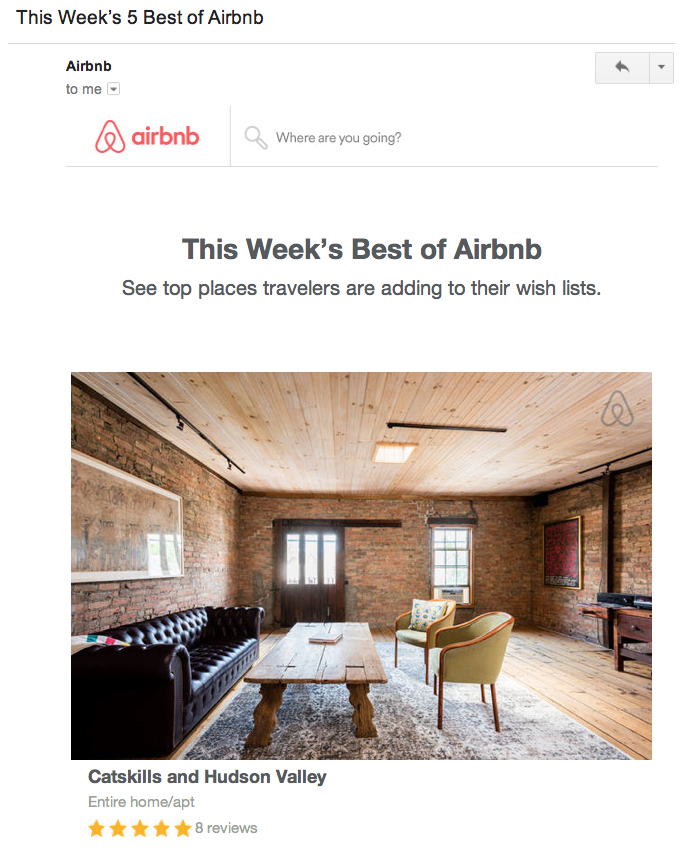 This Week's 5 Best of Airbnb
Airbnb
to me
airbnb
Where are you going?
This Week's Best of Airbnb
See top places travelers are adding to their wish lists.
Catskills and Hudson Valley
Entire home/apt
8 reviews